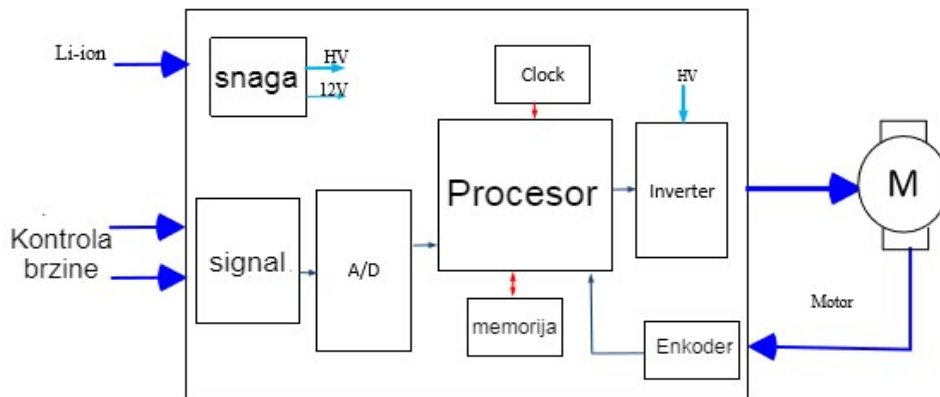 Li-ion
snaga
HV
12V
Clock
HV
Procesor
Inverter
M
Kontrola
brzine
signal
A/D
memorija
Enkoder
Motor